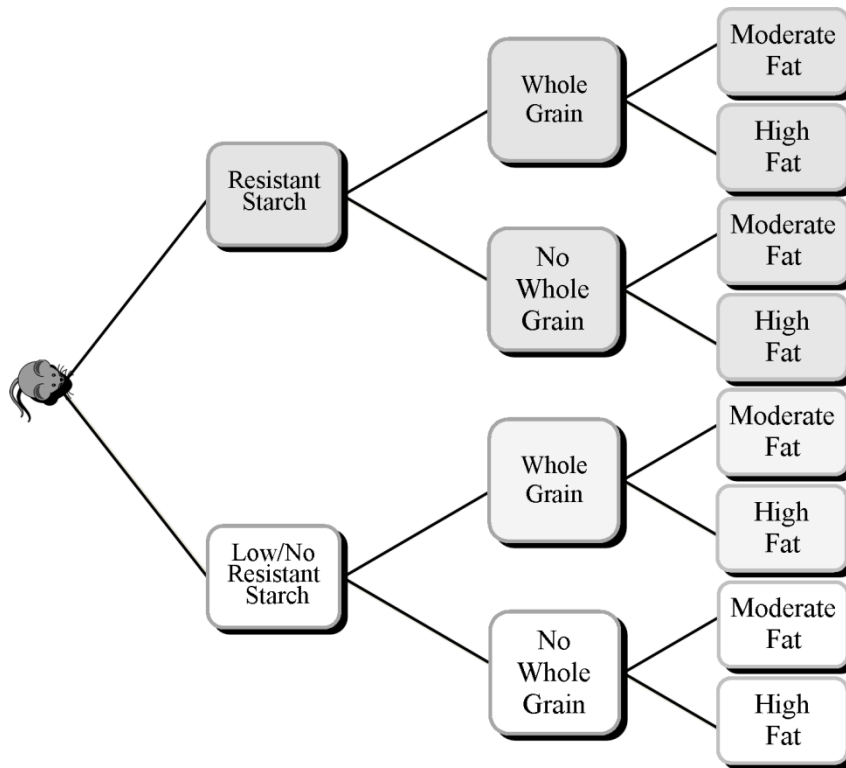 Resistant
Starch
Whole
Grain
Moderate
Fat
High
Fat
No
Whole
Grain
Moderate
Fat
High
Fat
Low/No
Resistant
Starch
Whole
Grain
Moderate
Fat
High
Fat
No
Whole
Grain
Moderate
Fat
High
Fat